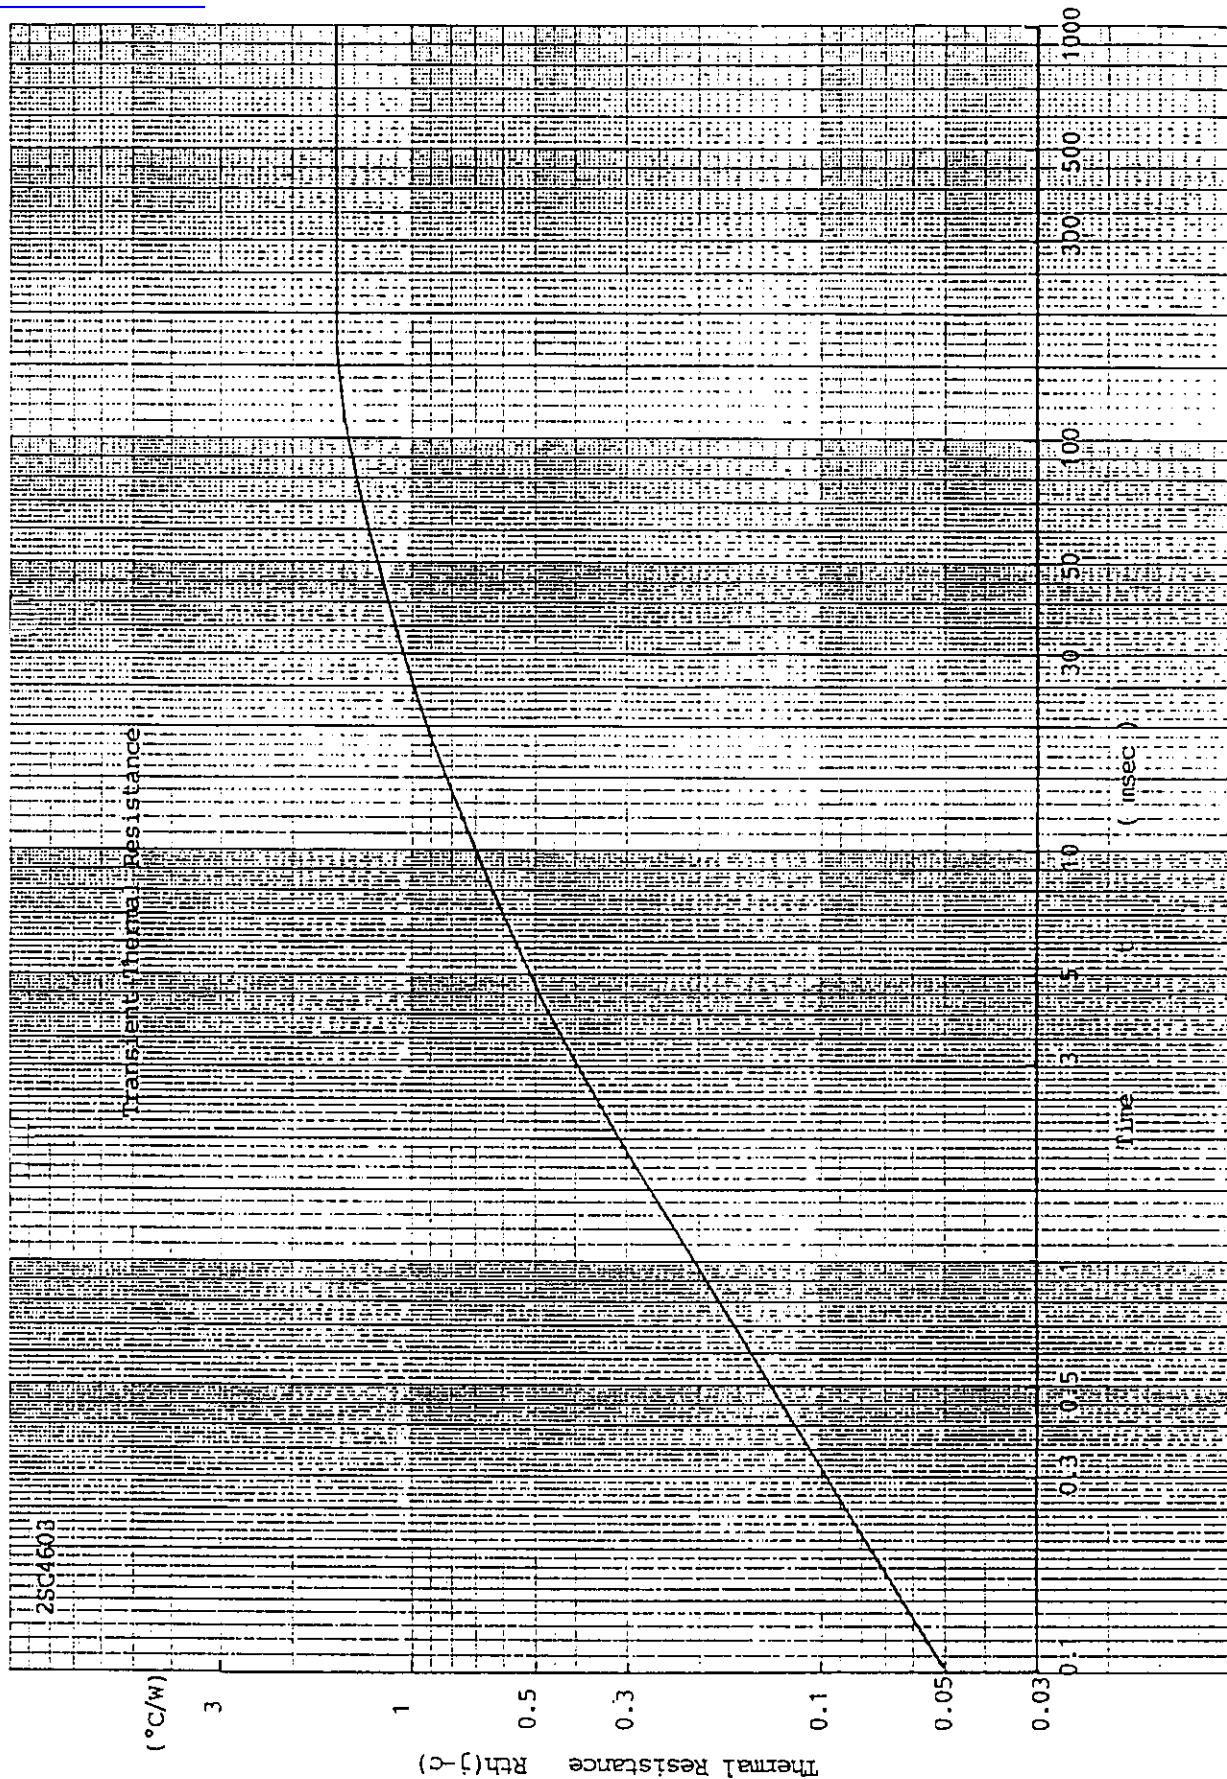 2SC4603
Transient Thermal Resistance
(°C/W)
3
1
0.5
0.3
0.1
0.05
0.03
Thermal Resistance Rth(j-c)
0.1 0.3 0.5 1 3 5 10 30 50 100 300 500 1000
Time t (msec)